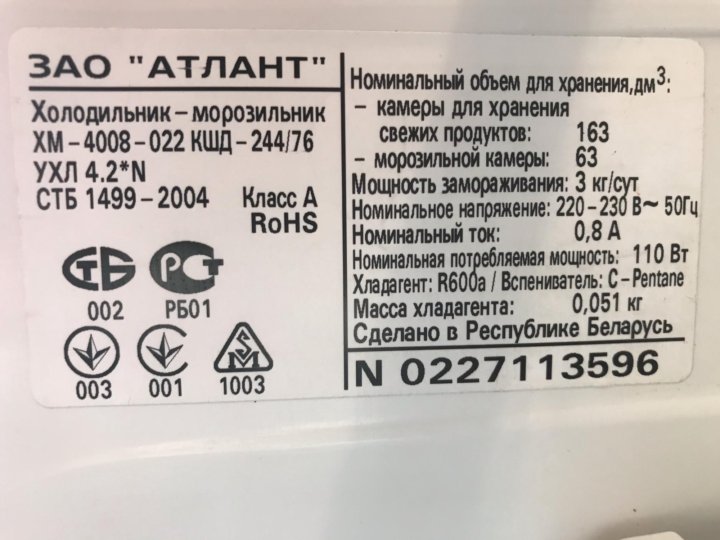 ЗАО "АТЛАНТ"
Холодильник – морозильник
ХМ – 4008 – 022 КШД – 244/76
УХЛ 4.2*N
СТБ 1499 – 2004 Класс А
RoHS
СТБ РСТ
002 РБ01
003 001 1003
Номинальный объем для хранения,дм³:
– камеры для хранения
свежих продуктов: 163
– морозильной камеры: 63
Мощность замораживания: 3 кг/сут
Номинальное напряжение: 220 – 230 В~ 50Гц
Номинальный ток: 0,8 А
Номинальная потребляемая мощность: 110 Вт
Хладагент: R600a / Вспениватель: C – Pentane
Масса хладагента: 0,051 кг
Сделано в Республике Беларусь
N 0227113596